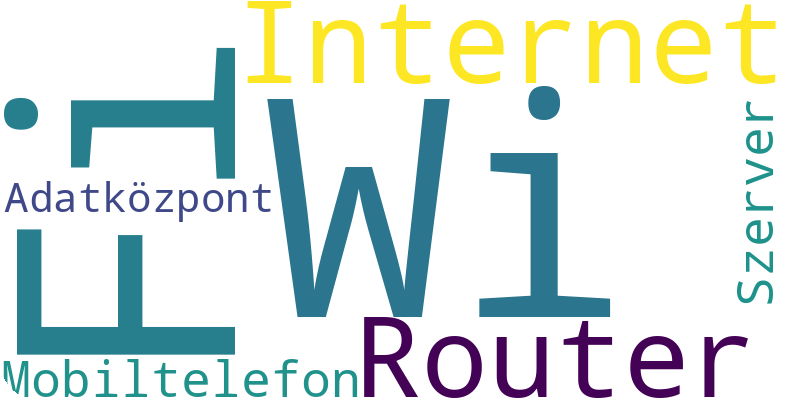 Internet
Wi
Fi
Adatközpont
Szerver
Router
Mobiltelefon